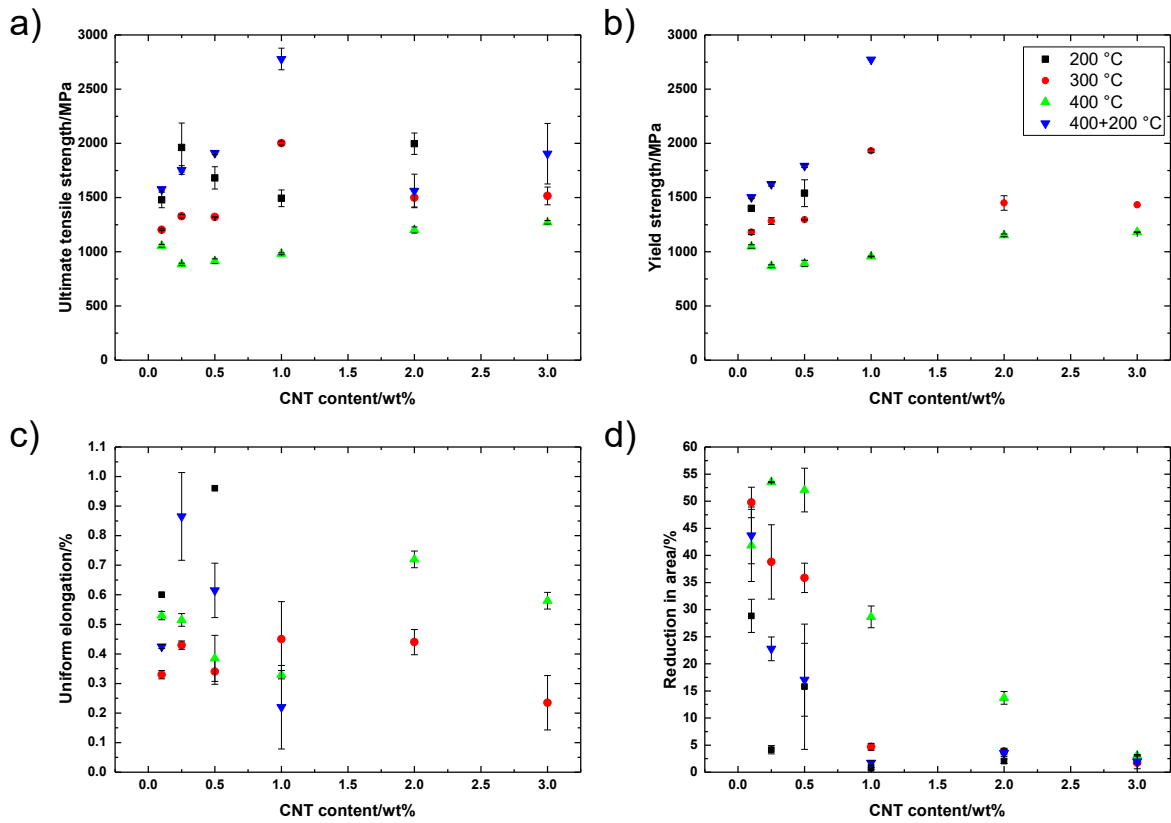 a)
3000
2500
2000
1500
1000
500
0
Ultimate tensile strength/MPa
0.0 0.5 1.0 1.5 2.0 2.5 3.0
CNT content/wt%
b)
3000
2500
2000
1500
1000
500
0
Yield strength/MPa
200 °C
300 °C
400 °C
400+200 °C
0.0 0.5 1.0 1.5 2.0 2.5 3.0
CNT content/wt%
c)
1.1
1.0
0.9
0.8
0.7
0.6
0.5
0.4
0.3
0.2
0.1
0.0
Uniform elongation/%
0.0 0.5 1.0 1.5 2.0 2.5 3.0
CNT content/wt%
d)
60
55
50
45
40
35
30
25
20
15
10
5
0
Reduction in area/%
0.0 0.5 1.0 1.5 2.0 2.5 3.0
CNT content/wt%